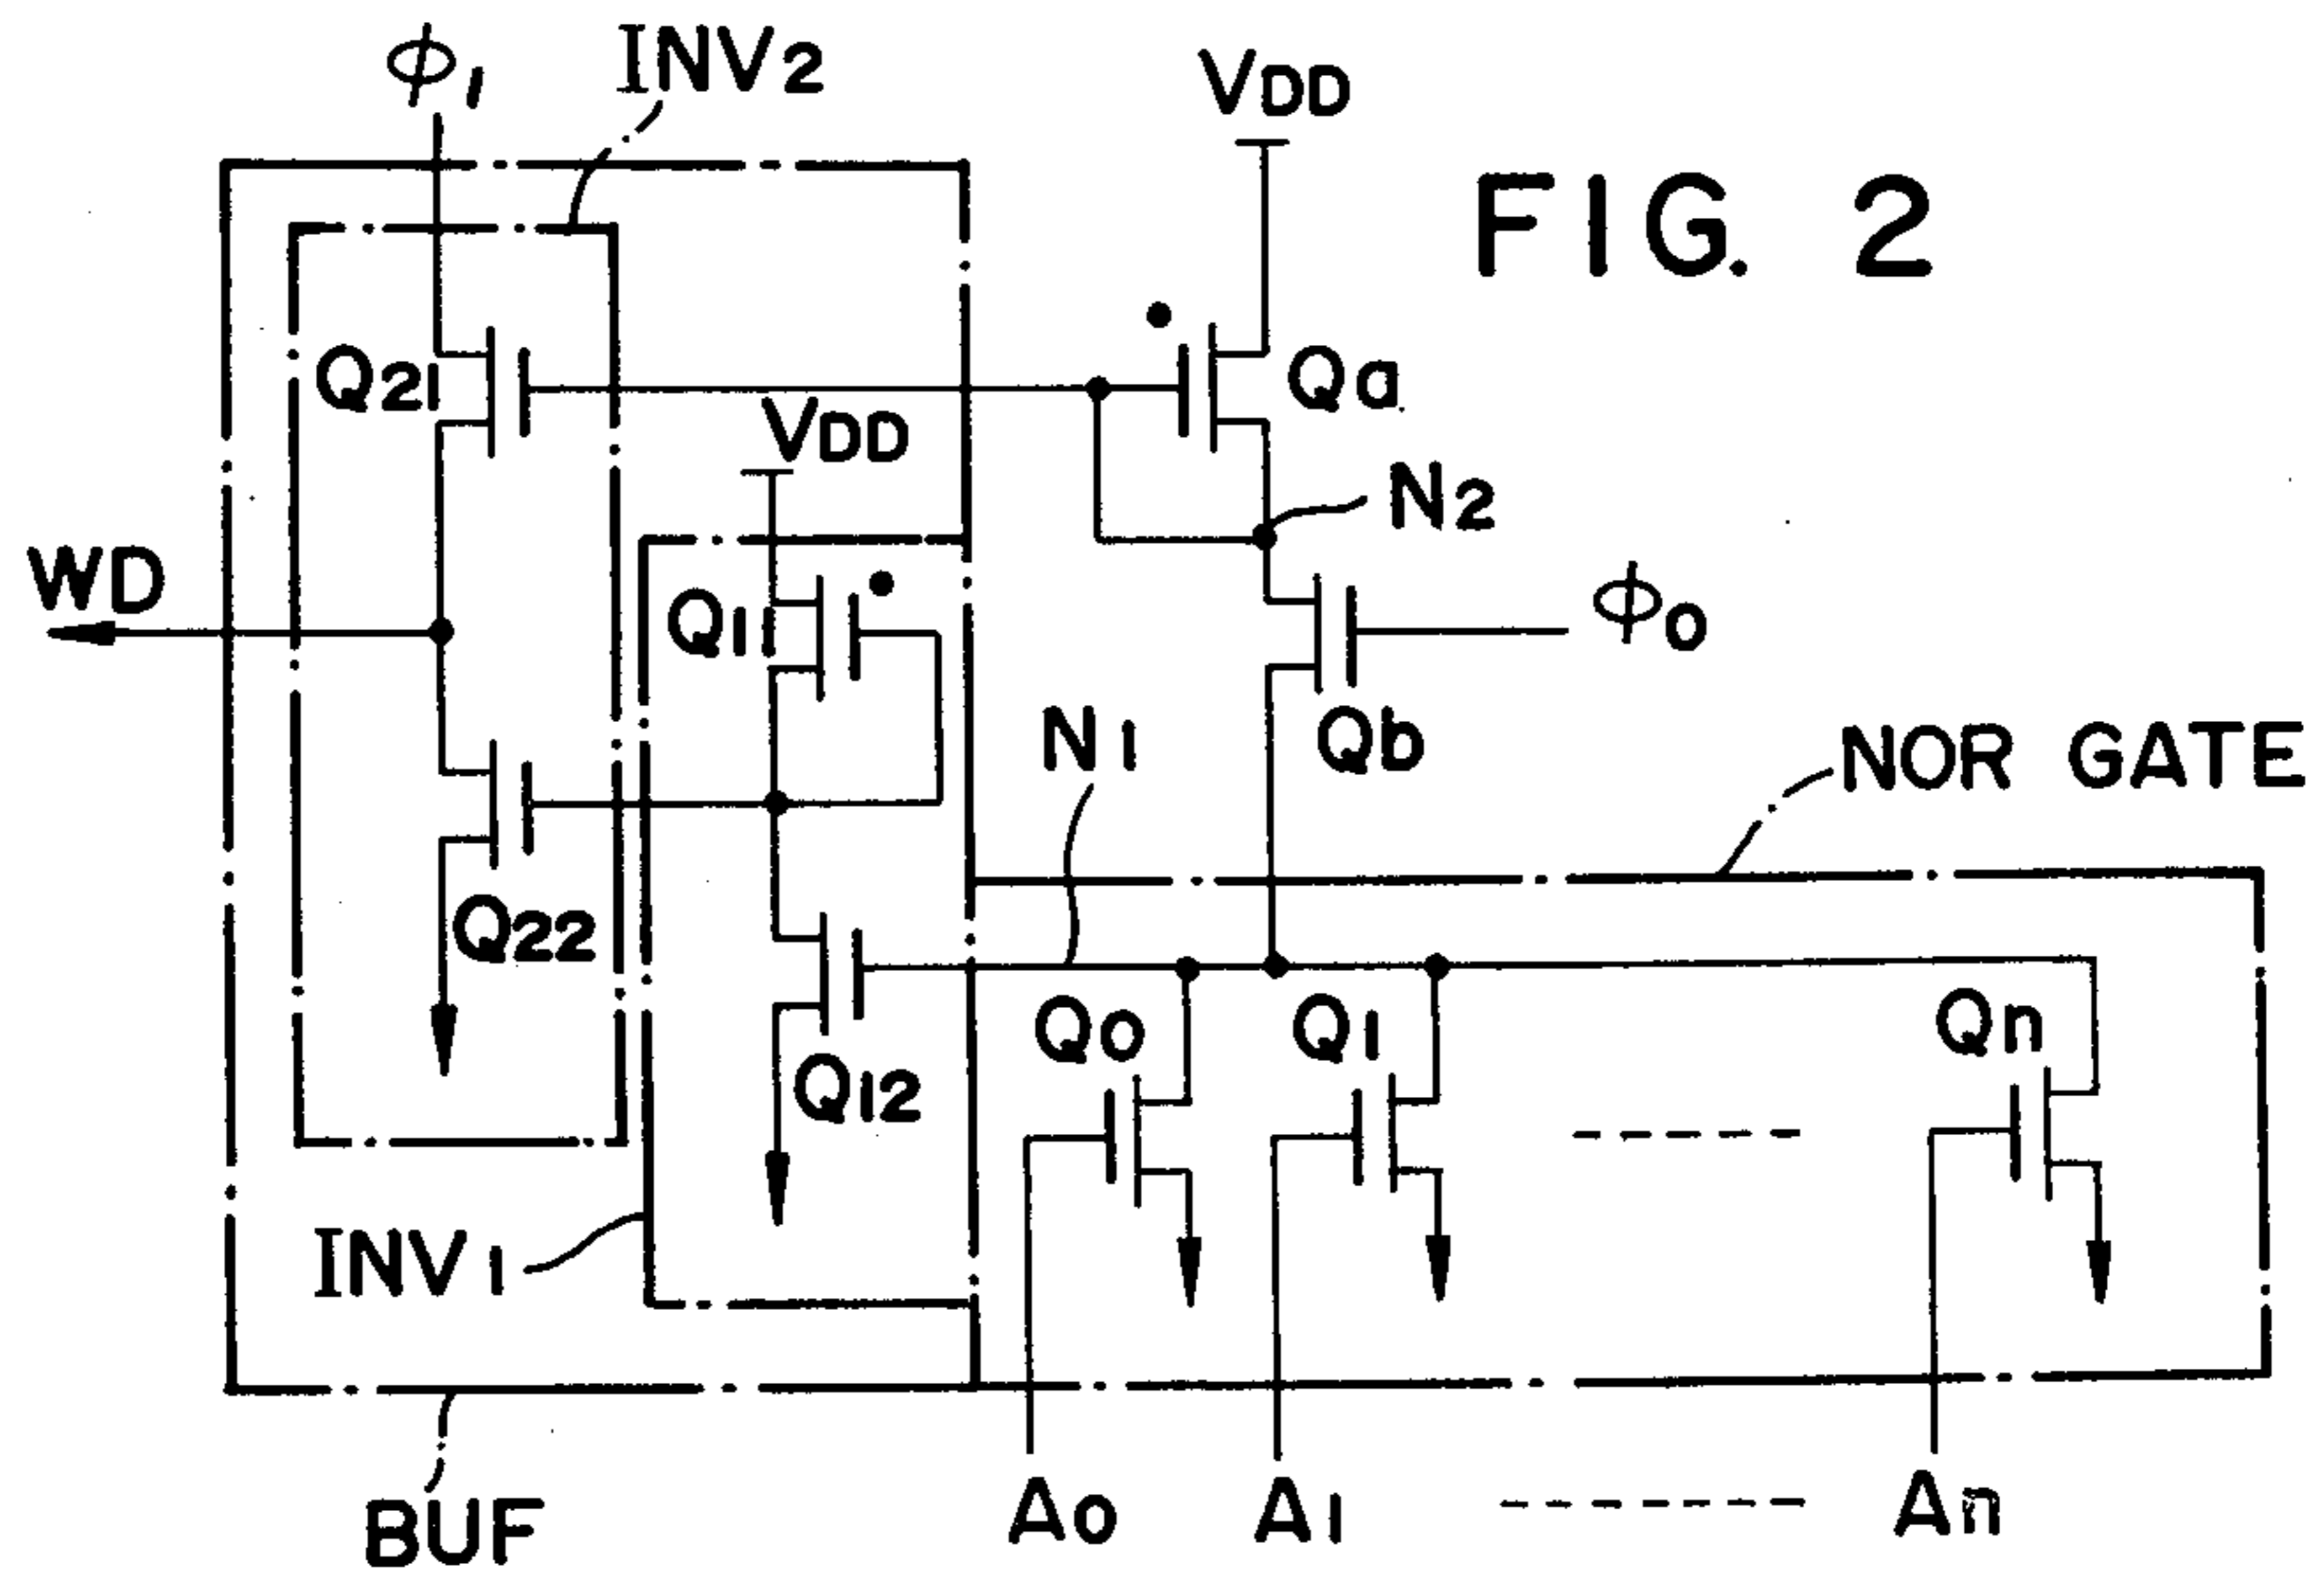 Φ1
INV2
VDD
FIG. 2
Q21
Qa
VDD
N2
WD
Q11
Φ0
Qb
N1
NOR GATE
Q22
Q0
Q1
Qn
Q12
INV1
BUF
A0
A1
An